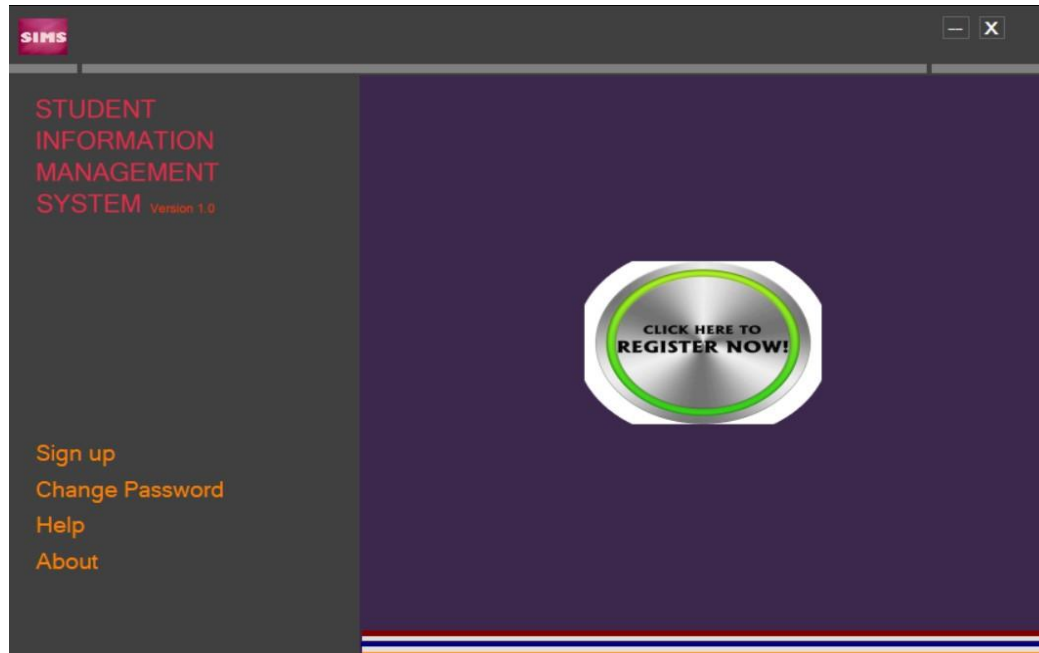 SIMS
— X
STUDENT
INFORMATION
MANAGEMENT
SYSTEM Version 1.0
CLICK HERE TO
REGISTER NOW!
Sign up
Change Password
Help
About